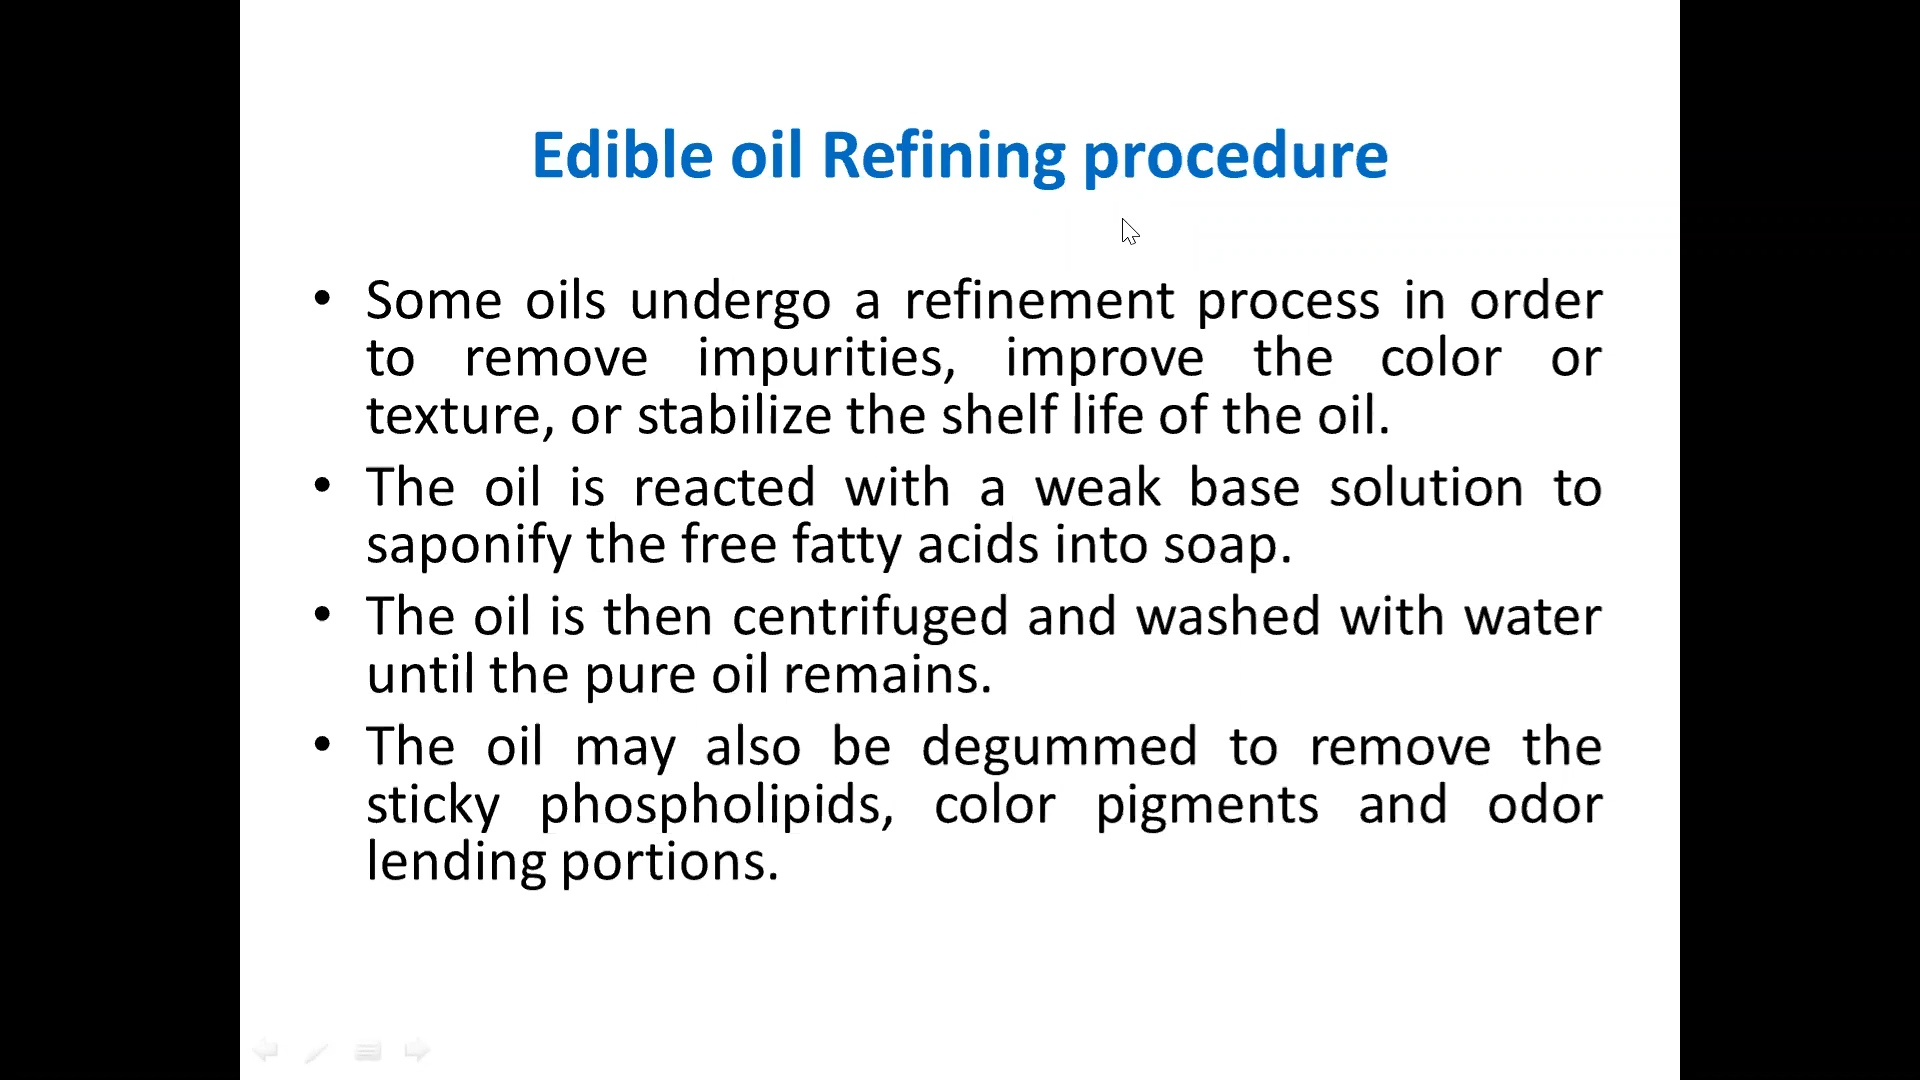 Edible oil Refining procedure
• Some oils undergo a refinement process in order
to remove impurities, improve the color or
texture, or stabilize the shelf life of the oil.
• The oil is reacted with a weak base solution to
saponify the free fatty acids into soap.
• The oil is then centrifuged and washed with water
until the pure oil remains.
• The oil may also be degummed to remove the
sticky phospholipids, color pigments and odor
lending portions.